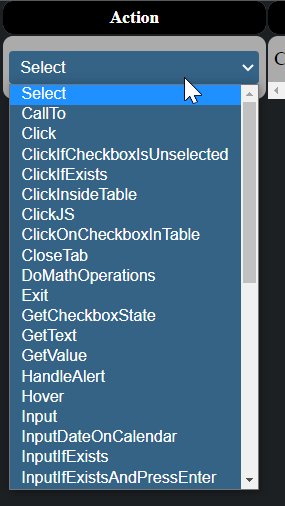 Action
Select
Select
CallTo
Click
ClickIfCheckboxIsUnselected
ClickIfExists
ClickInsideTable
ClickJS
ClickOnCheckboxInTable
CloseTab
DoMathOperations
Exit
GetCheckboxState
GetText
GetValue
HandleAlert
Hover
Input
InputDateOnCalendar
InputIfExists
InputIfExistsAndPressEnter